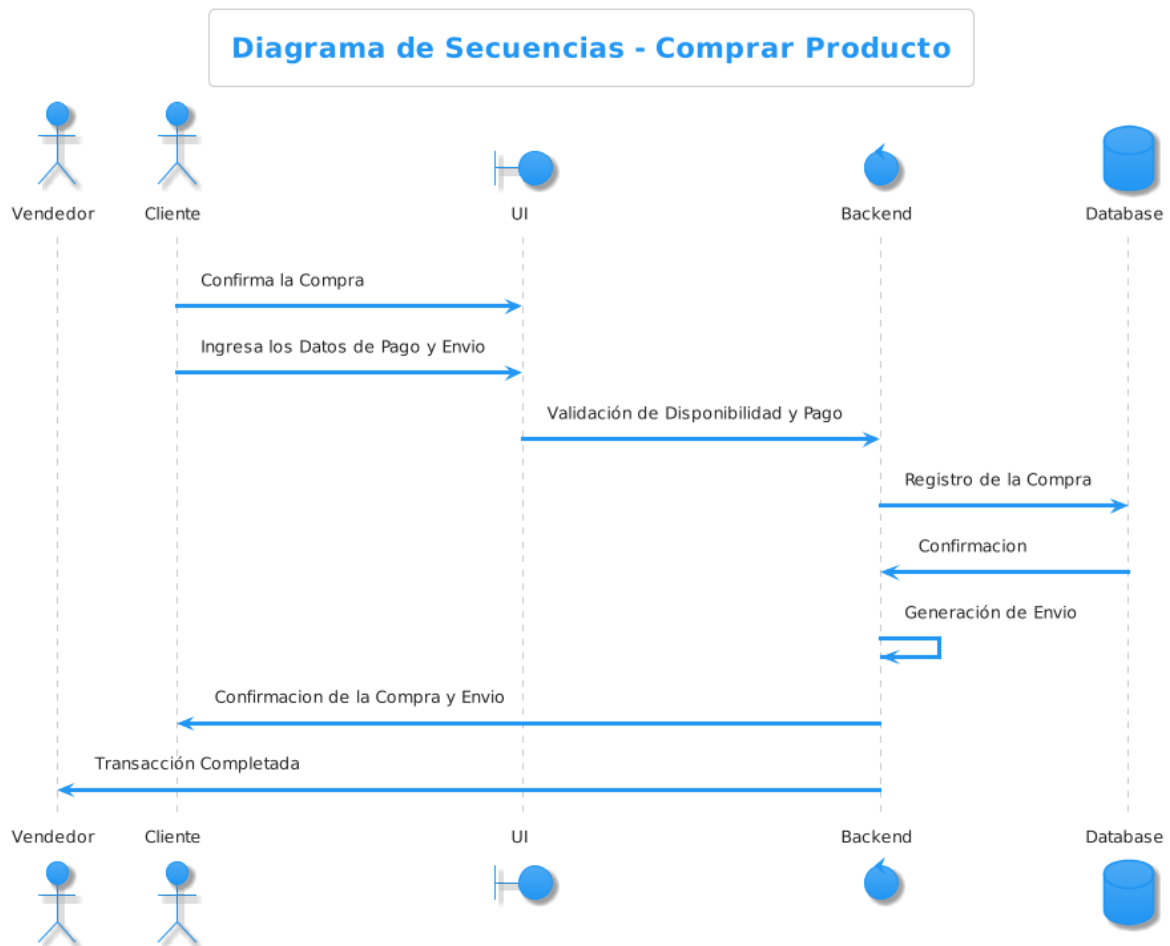 Diagrama de Secuencias - Comprar Producto
Vendedor
Cliente
UI
Backend
Database
Confirma la Compra
Ingresa los Datos de Pago y Envio
Validación de Disponibilidad y Pago
Registro de la Compra
Confirmacion
Generación de Envio
Confirmacion de la Compra y Envio
Transacción Completada
Vendedor
Cliente
UI
Backend
Database